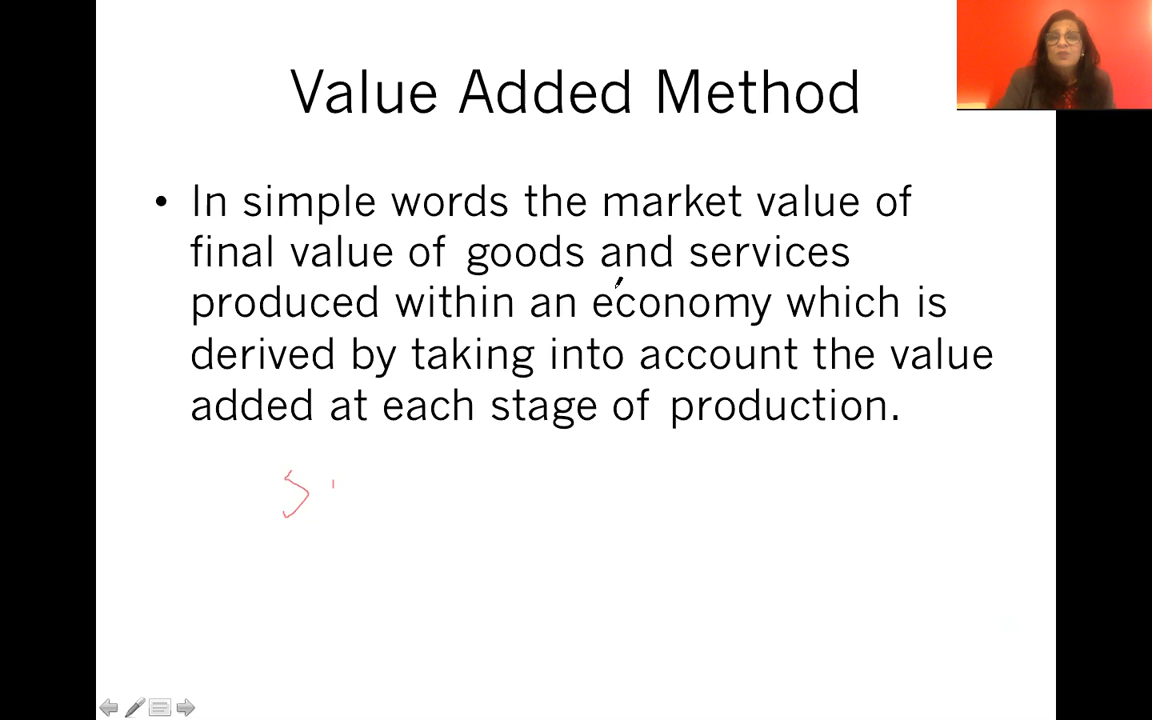 Value Added Method
• In simple words the market value of
final value of goods and services
produced within an economy which is
derived by taking into account the value
added at each stage of production.